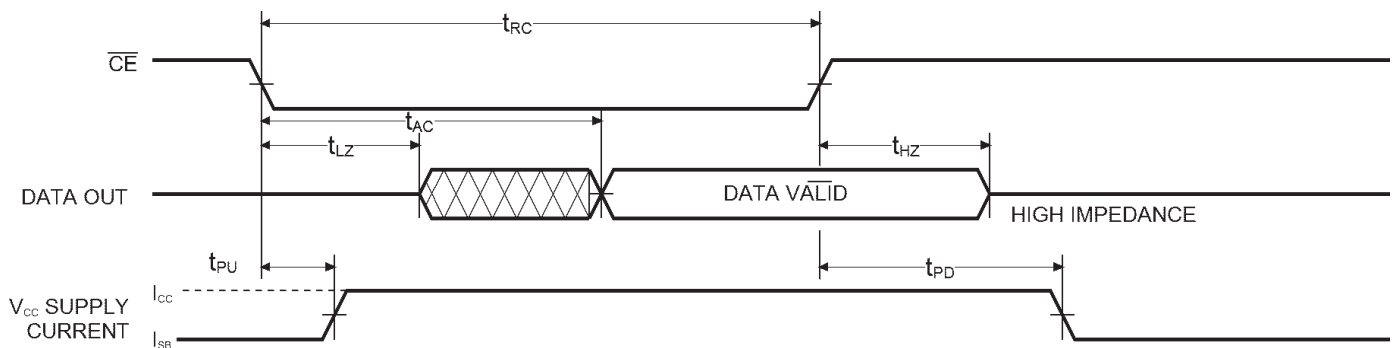 tRC
CE
tAC
tLZ
tHZ
DATA OUT
DATA VALID
HIGH IMPEDANCE
tPU
tPD
ICC
VCC SUPPLY
CURRENT
ISB